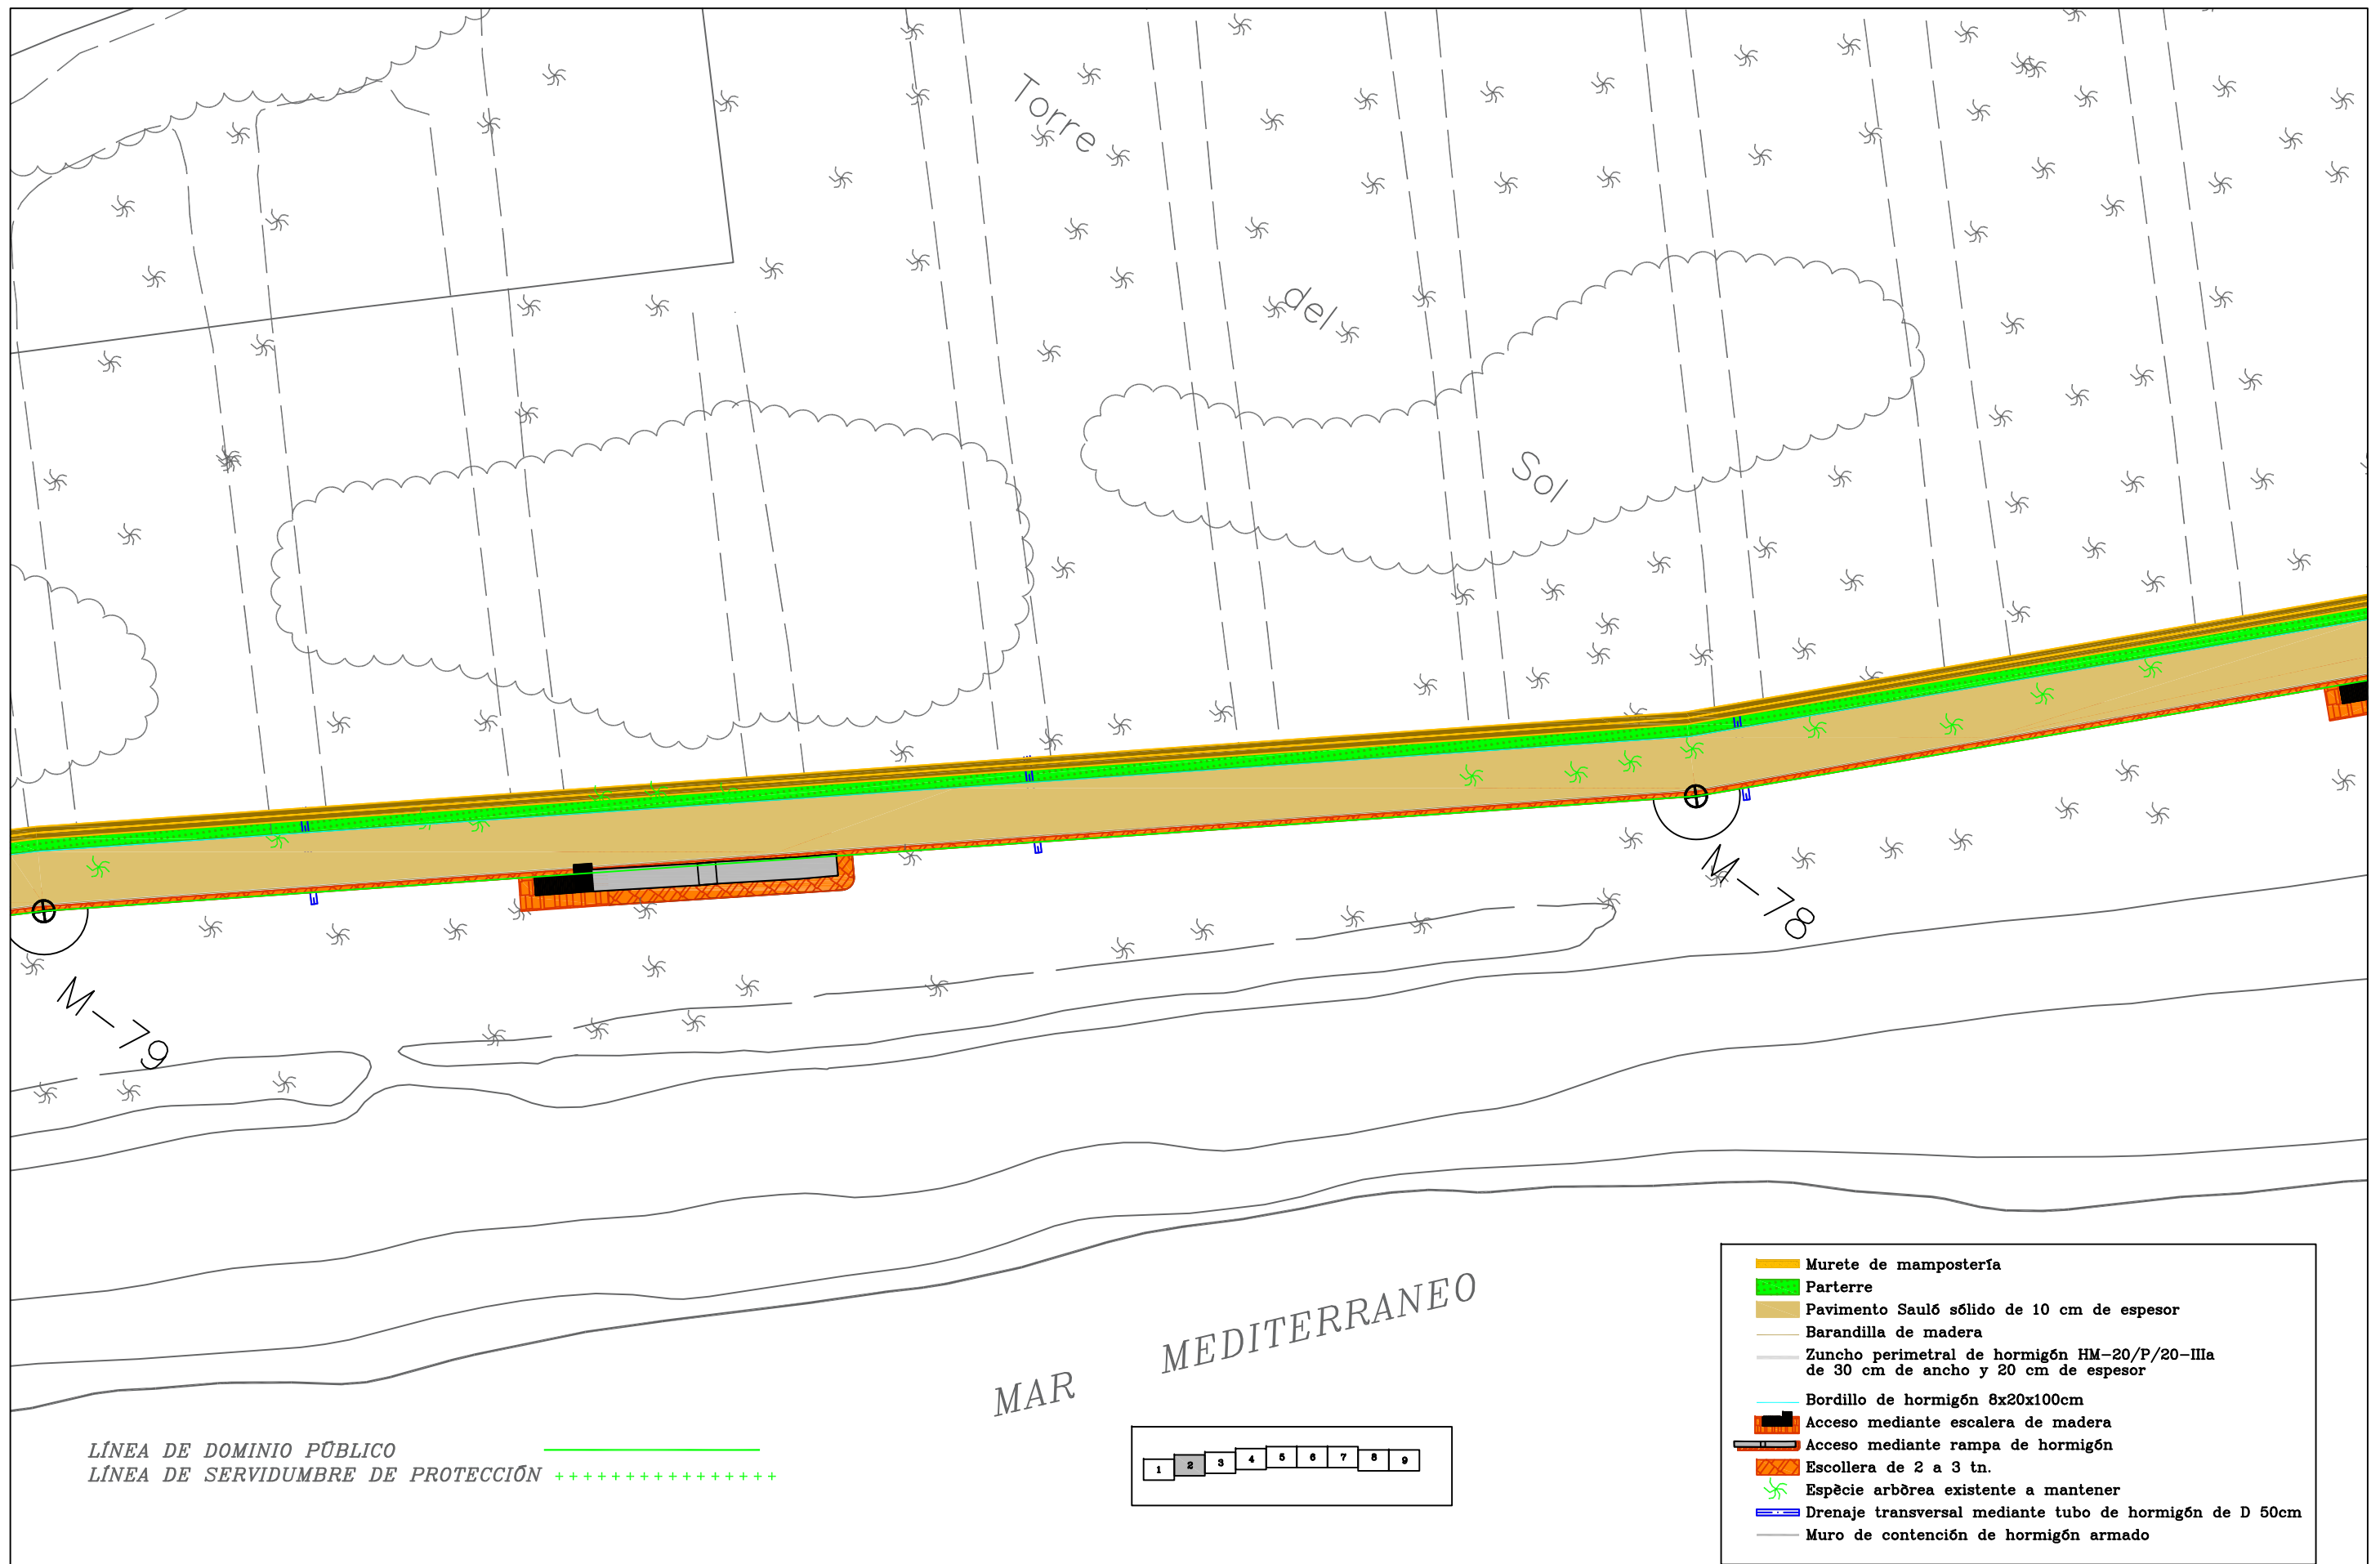 Torre
del
Sol
M-78
M-79
MAR MEDITERRANEO
LÍNEA DE DOMINIO PÚBLICO
LÍNEA DE SERVIDUMBRE DE PROTECCIÓN
1 2 3 4 5 6 7 8 9
Murete de mampostería
Parterre
Pavimento Sauló sólido de 10 cm de espesor
Barandilla de madera
Zuncho perimetral de hormigón HM-20/P/20-IIIa
de 30 cm de ancho y 20 cm de espesor
Bordillo de hormigón 8x20x100cm
Acceso mediante escalera de madera
Acceso mediante rampa de hormigón
Escollera de 2 a 3 tn.
Espècie arbòrea existente a mantener
Drenaje transversal mediante tubo de hormigón de D 50cm
Muro de contención de hormigón armado